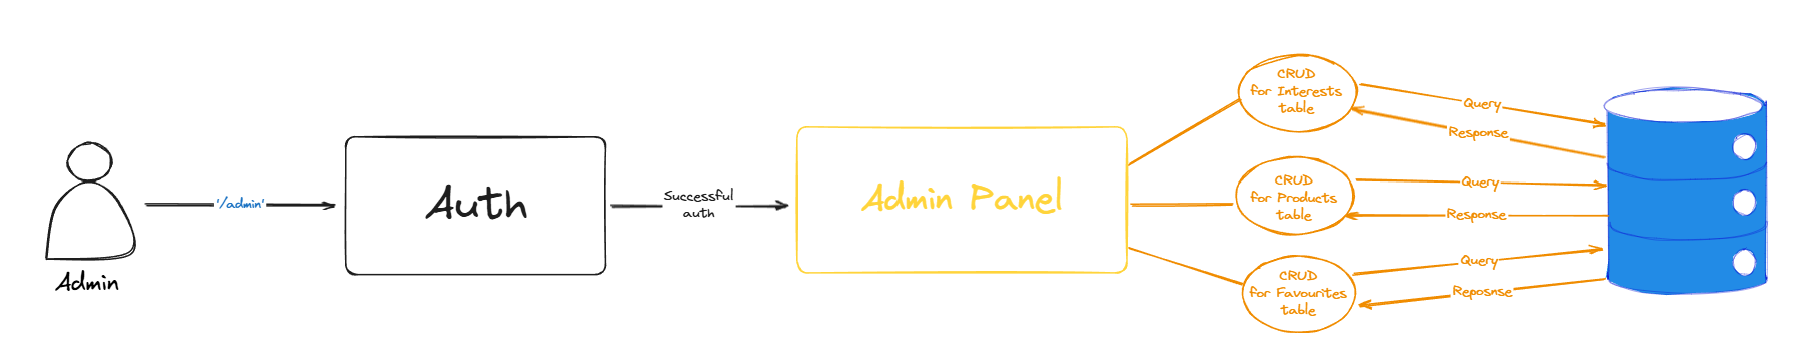 Admin
'/admin'
Auth
Successful
auth
Admin Panel
CRUD
for Interests
table
Query
Response
CRUD
for Products
table
Query
Response
CRUD
for Favourites
table
Query
Reposnse